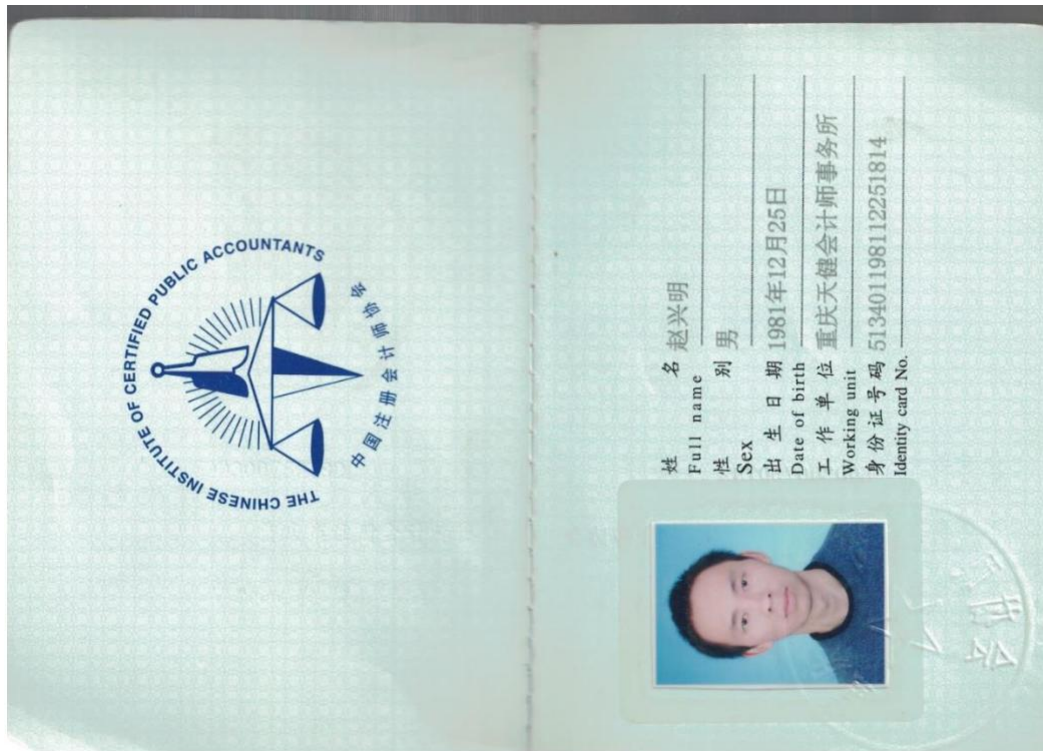 THE CHINESE INSTITUTE OF CERTIFIED PUBLIC ACCOUNTANTS
中国注册会计师协会
姓 名 赵兴明
Full name
性 别 男
Sex
出 生 日 期 1981年12月25日
Date of birth
工 作 单 位 重庆天健会计师事务所
Working unit
身 份 证 号 码 513401198112251814
Identity card No.